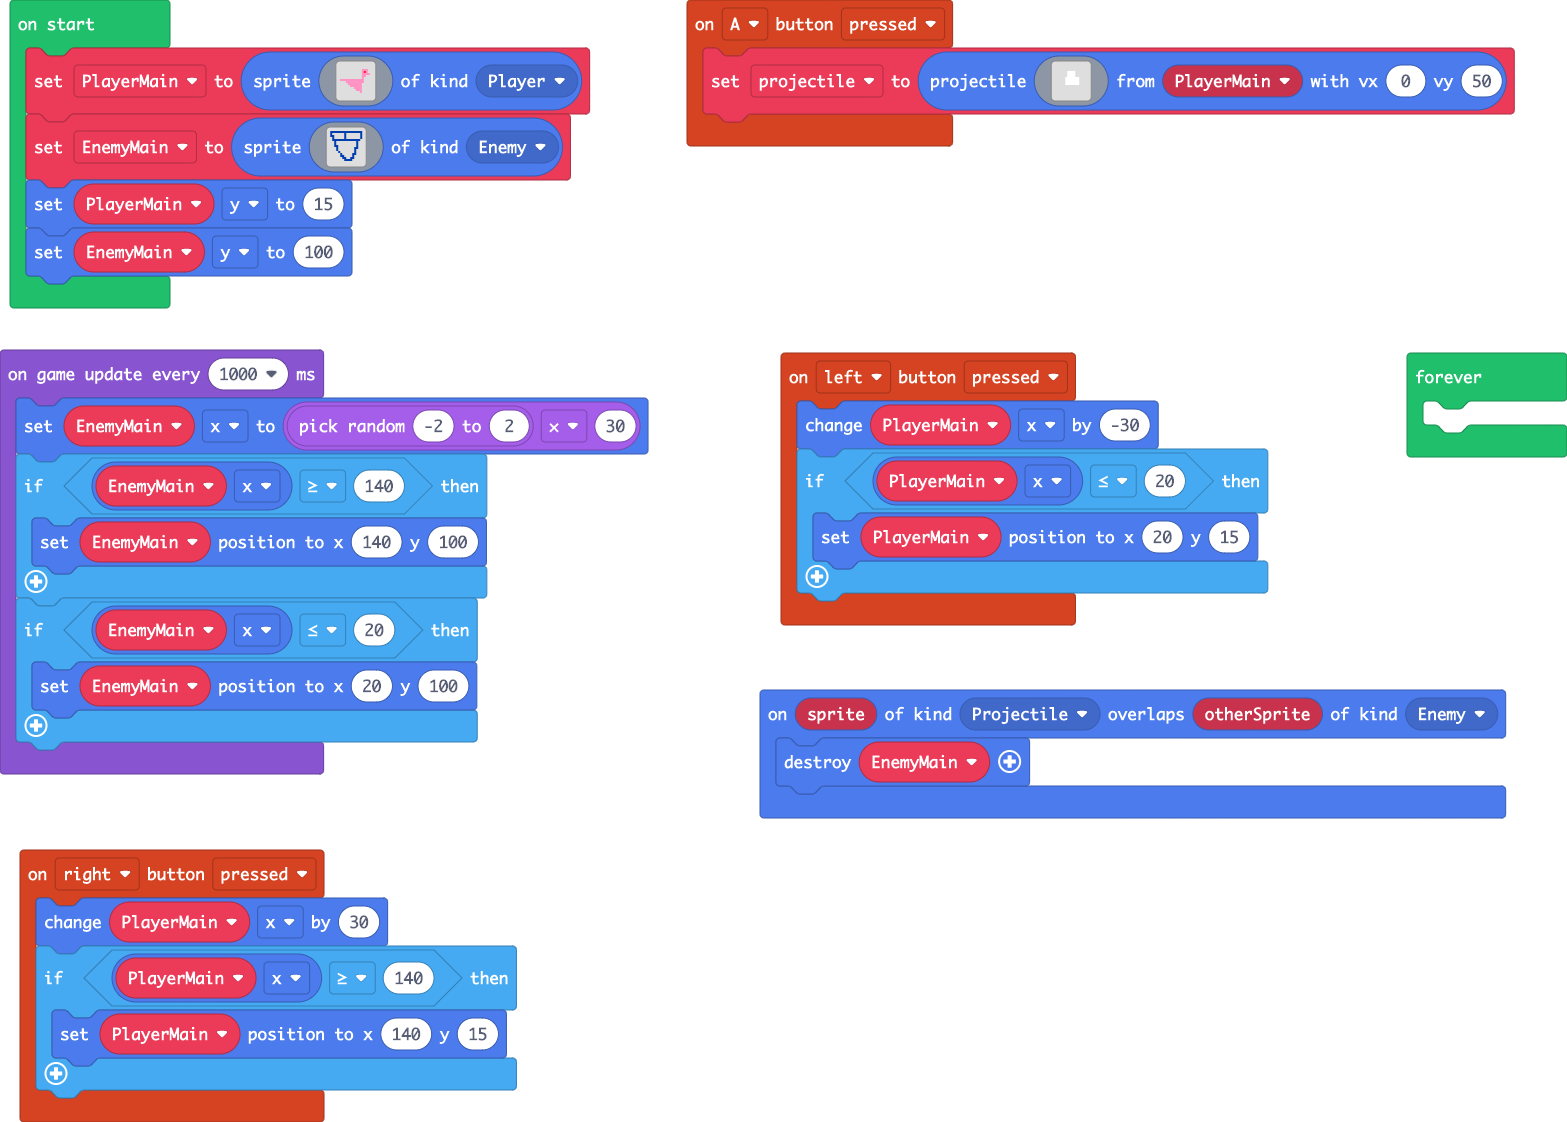 on start
set PlayerMain to sprite of kind Player
set EnemyMain to sprite of kind Enemy
set PlayerMain y to 15
set EnemyMain y to 100
on A button pressed
set projectile to projectile from PlayerMain with vx 0 vy 50
on game update every 1000 ms
set EnemyMain x to pick random -2 to 2 × 30
if EnemyMain x ≥ 140 then
set EnemyMain position to x 140 y 100
if EnemyMain x ≤ 20 then
set EnemyMain position to x 20 y 100
on left button pressed
change PlayerMain x by -30
if PlayerMain x ≤ 20 then
set PlayerMain position to x 20 y 15
forever
on sprite of kind Projectile overlaps otherSprite of kind Enemy
destroy EnemyMain
on right button pressed
change PlayerMain x by 30
if PlayerMain x ≥ 140 then
set PlayerMain position to x 140 y 15